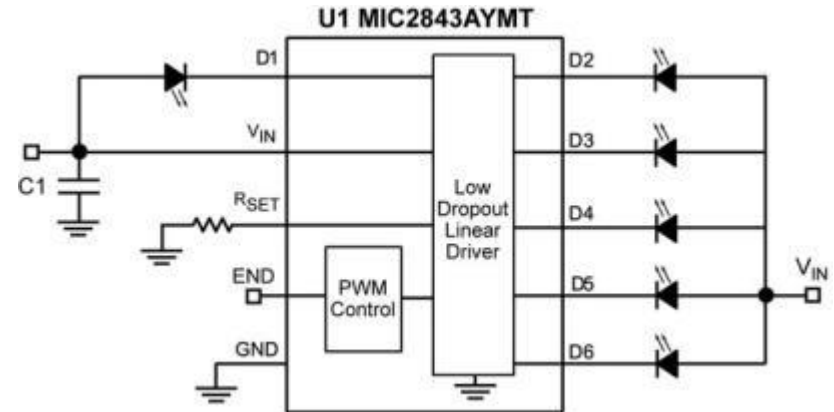 U1 MIC2843AYMT
D1
D2
VIN
D3
C1
Low
Dropout
Linear
Driver
RSET
D4
END
PWM
Control
D5
VIN
GND
D6